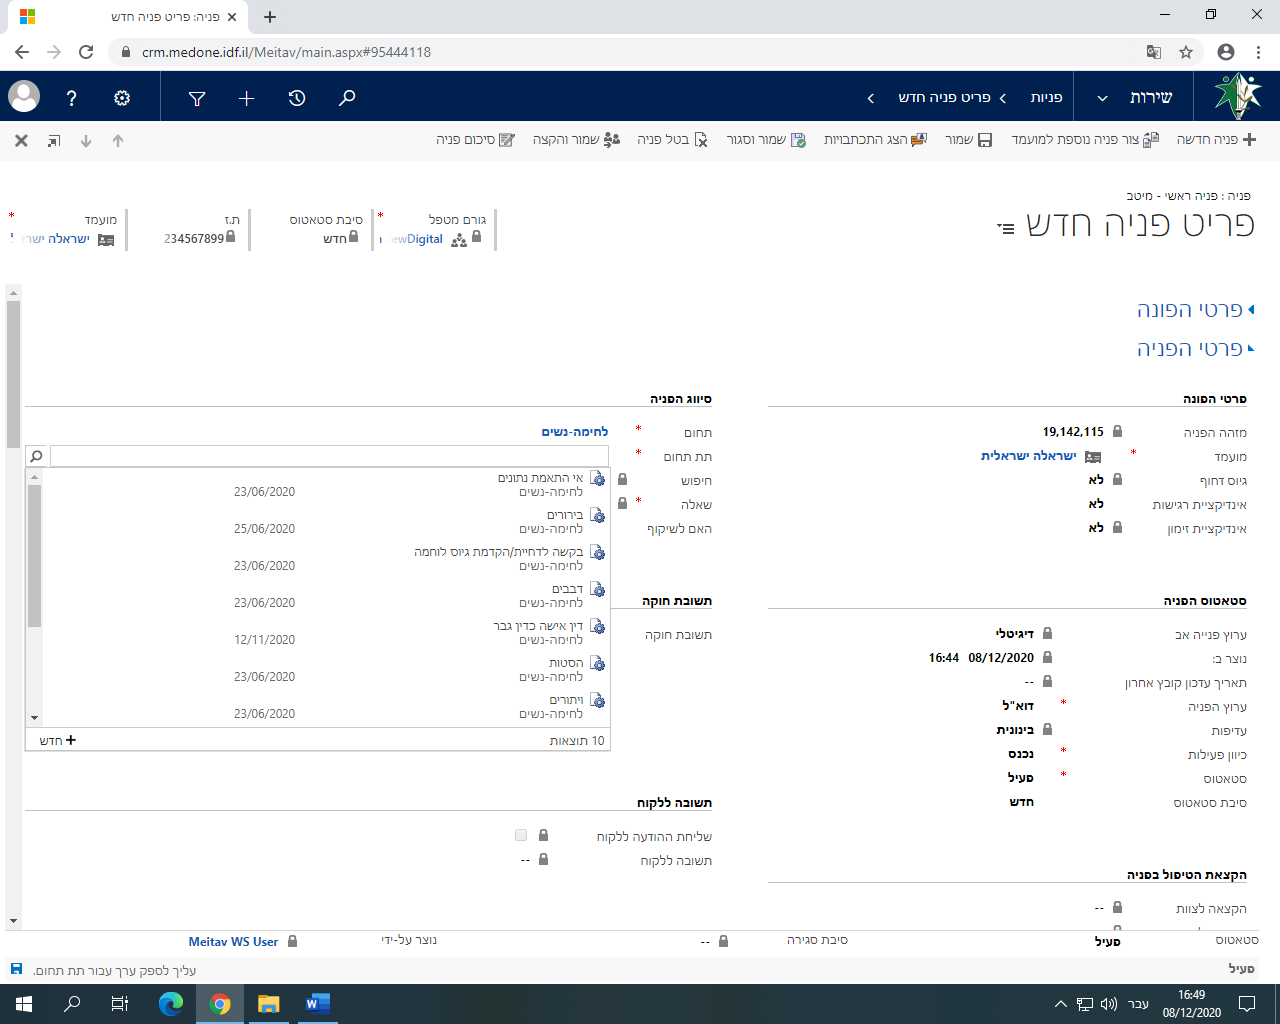 פניה: פריט פניה חדש
crm.medone.idf.il/Meitav/main.aspx#95444118
שירות
פניות
פריט פניה חדש
פניה חדשה
צור פניה נוספת למועמד
שמור
הצג התכתבויות
שמור וסגור
בטל פניה
שמור והקצה
סיכום פניה
פניה : פניה ראשי - מיטב
פריט פניה חדש
גורם מטפל *
ewDigital
סיבת סטאטוס
חדש
ת.ז
234567899
מועמד *
ישראלה
פרטי הפונה
פרטי הפניה
פרטי הפונה
מזהה הפניה 19,142,115
מועמד * ישראלה ישראלית
גיוס דחוף לא
אינדיקציית רגישות לא
אינדיקציית זימון לא
סטאטוס הפניה
ערוץ פנייה אב דיגיטלי
נוצר ב: 08/12/2020 16:44
תאריך עדכון קובץ אחרון --
ערוץ הפניה * דוא"ל
עדיפות בינונית
כיוון פעילות * נכנס
סטאטוס * פעיל
סיבת סטאטוס חדש
הקצאת הטיפול בפניה
הקצאה לצוות --
סיווג הפניה
תחום * לחימה-נשים
תת תחום *
חיפוש
שאלה *
האם לשיקוף
אי התאמת נתונים
לחימה-נשים 23/06/2020
בירורים
לחימה-נשים 25/06/2020
בקשה לדחיית/הקדמת גיוס לוחמה
לחימה-נשים 23/06/2020
דבבים
לחימה-נשים 23/06/2020
דין אישה כדין גבר
לחימה-נשים 12/11/2020
הסטות
לחימה-נשים 23/06/2020
ויתורים
לחימה-נשים 23/06/2020
10 תוצאות
חדש
תשובת חוקה
תשובת חוקה
תשובה ללקוח
שליחת ההודעה ללקוח
תשובה ללקוח --
סטאטוס פעיל
סיבת סגירה --
נוצר על-ידי Meitav WS User
פעיל
עליך לספק ערך עבור תת תחום.
עבר
16:49
08/12/2020